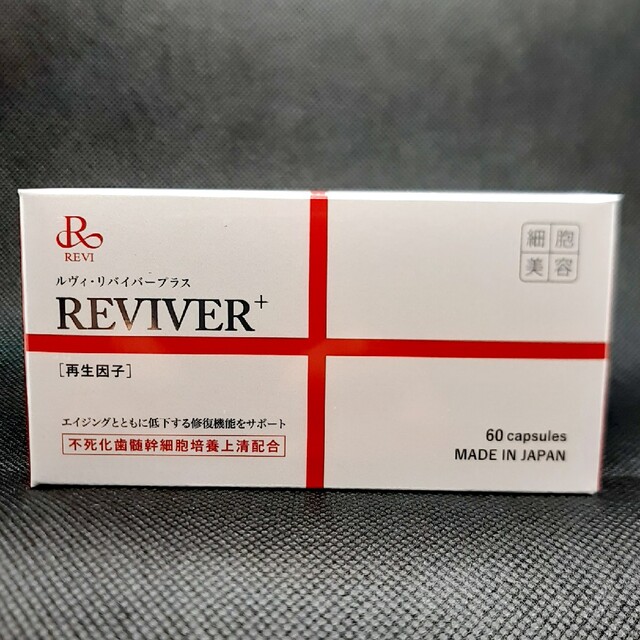 R
REVI
ルヴィ・リバイバープラス
REVIVER+
[再生因子]
エイジングとともに低下する修復機能をサポート
不死化歯髄幹細胞培養上清配合
細胞
美容
60 capsules
MADE IN JAPAN